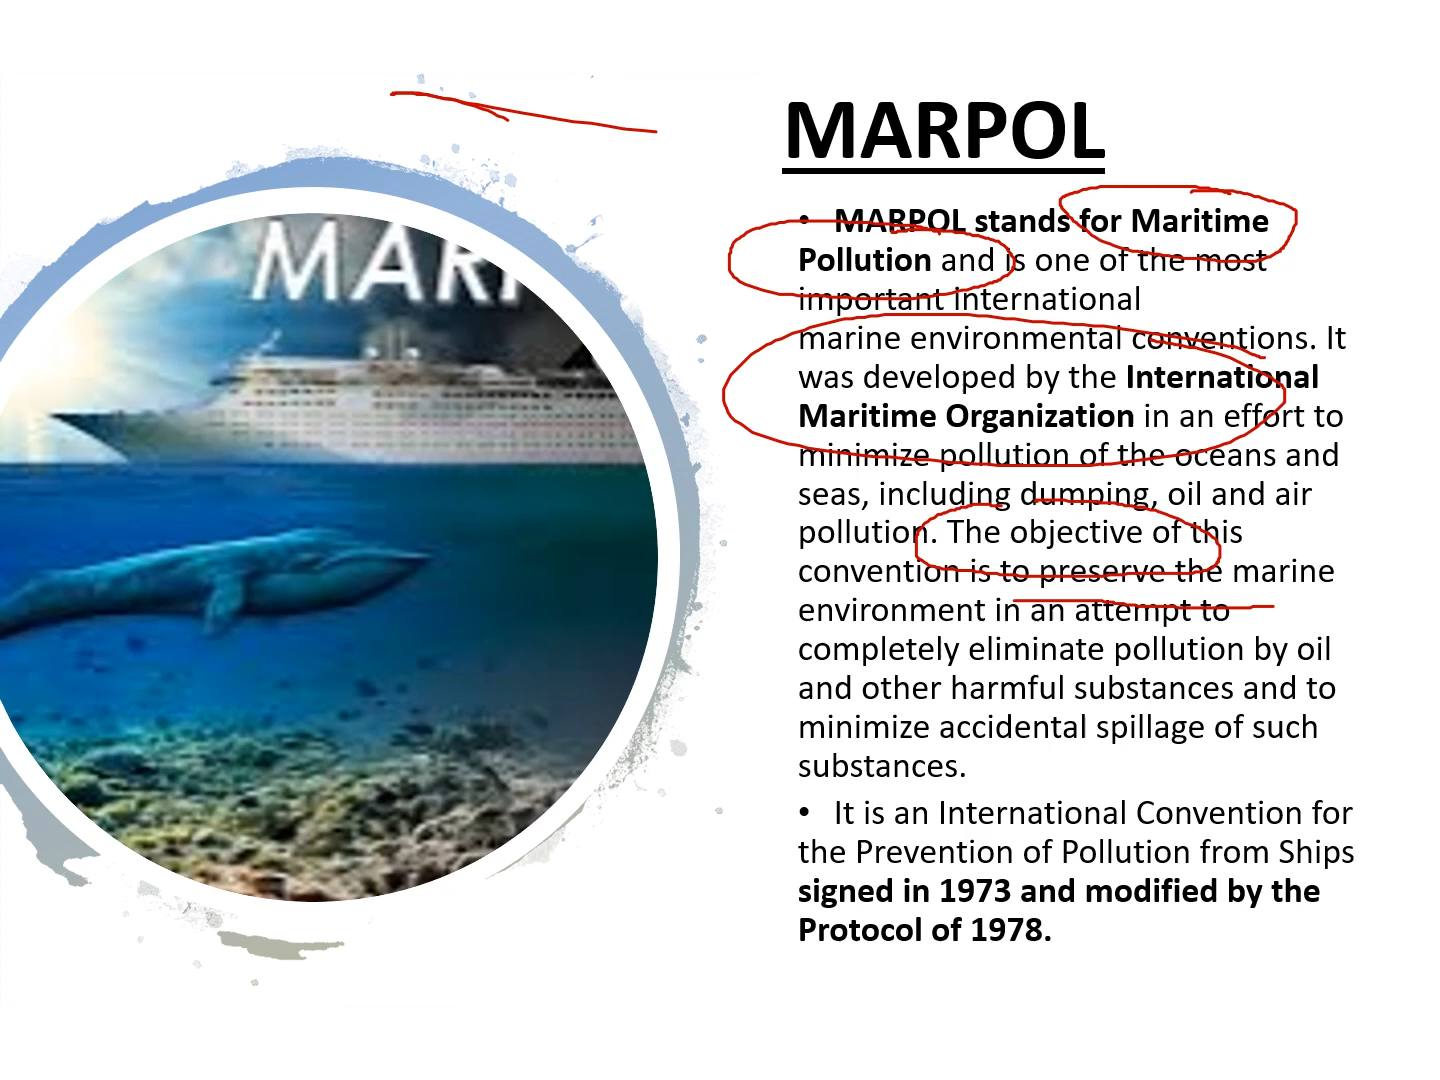 MARPOL
• MARPOL stands for Maritime
Pollution and is one of the most
important international
marine environmental conventions. It
was developed by the International
Maritime Organization in an effort to
minimize pollution of the oceans and
seas, including dumping, oil and air
pollution. The objective of this
convention is to preserve the marine
environment in an attempt to
completely eliminate pollution by oil
and other harmful substances and to
minimize accidental spillage of such
substances.
• It is an International Convention for
the Prevention of Pollution from Ships
signed in 1973 and modified by the
Protocol of 1978.